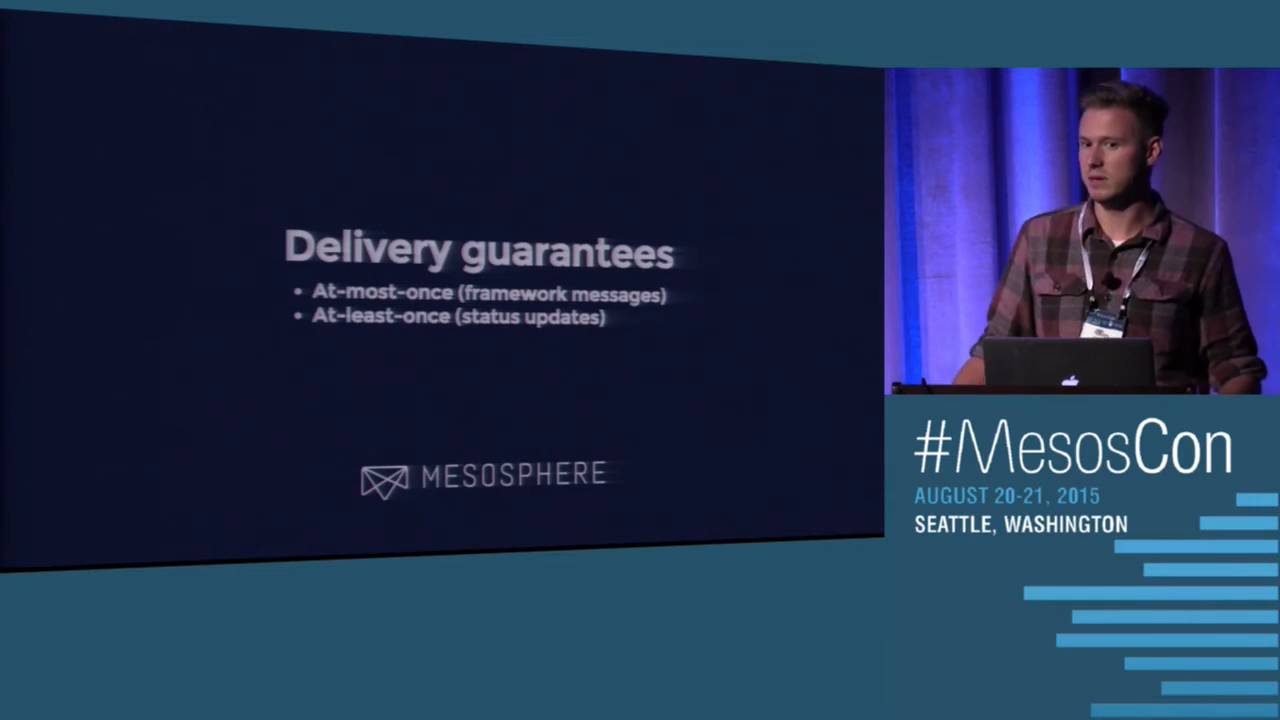 Delivery guarantees
• At-most-once (framework messages)
• At-least-once (status updates)
MESOSPHERE
#MesosCon
AUGUST 20-21, 2015
SEATTLE, WASHINGTON